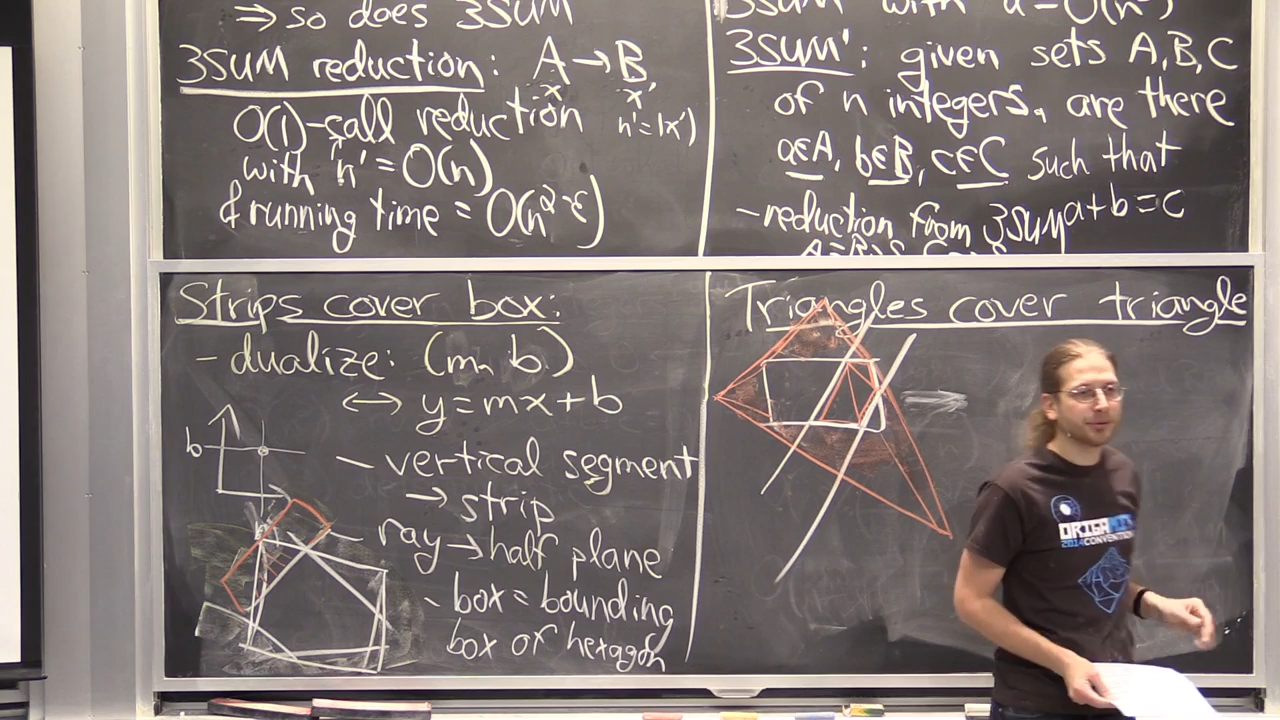 ⇒ so does 3SUM
3SUM reduction: A → B
x x'
O(1)-call reduction n'=|x'|
with n' = O(n)
& running time = O(n^2-ε)
3SUM with
3SUM': given sets A,B,C
of n integers, are there
a∈A, b∈B, c∈C such that
a+b=c
-reduction from 3SUM
Strips cover box:
- dualize: (m, b)
↔ y=mx+b
b
- vertical segment
→ strip
- ray → half plane
- box = bounding
box of hexagon
Triangles cover triangle
ORIGAMI
2014 CONVENTION